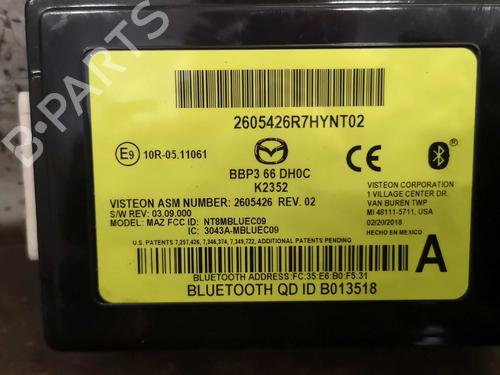 B-PARTS
2605426R7HYNT02
E9 10R-05.11061
BBP3 66 DH0C
K2352
CE
VISTEON ASM NUMBER: 2605426 REV. 02
S/W REV: 03.09.000
MODEL: MAZ FCC ID: NT8MBLUEC09
IC: 3043A-MBLUEC09
U.S. PATENTS 7,257,426, 7,346,374, 7,349,722, ADDITIONAL PATENTS PENDING
VISTEON CORPORATION
1 VILLAGE CENTER DR.
VAN BUREN TWP
MI 48111-5711, USA
02/20/2018
HECHO EN MEXICO
BLUETOOTH ADDRESS:FC:35:E6:B0:F5:31
BLUETOOTH QD ID B013518
A